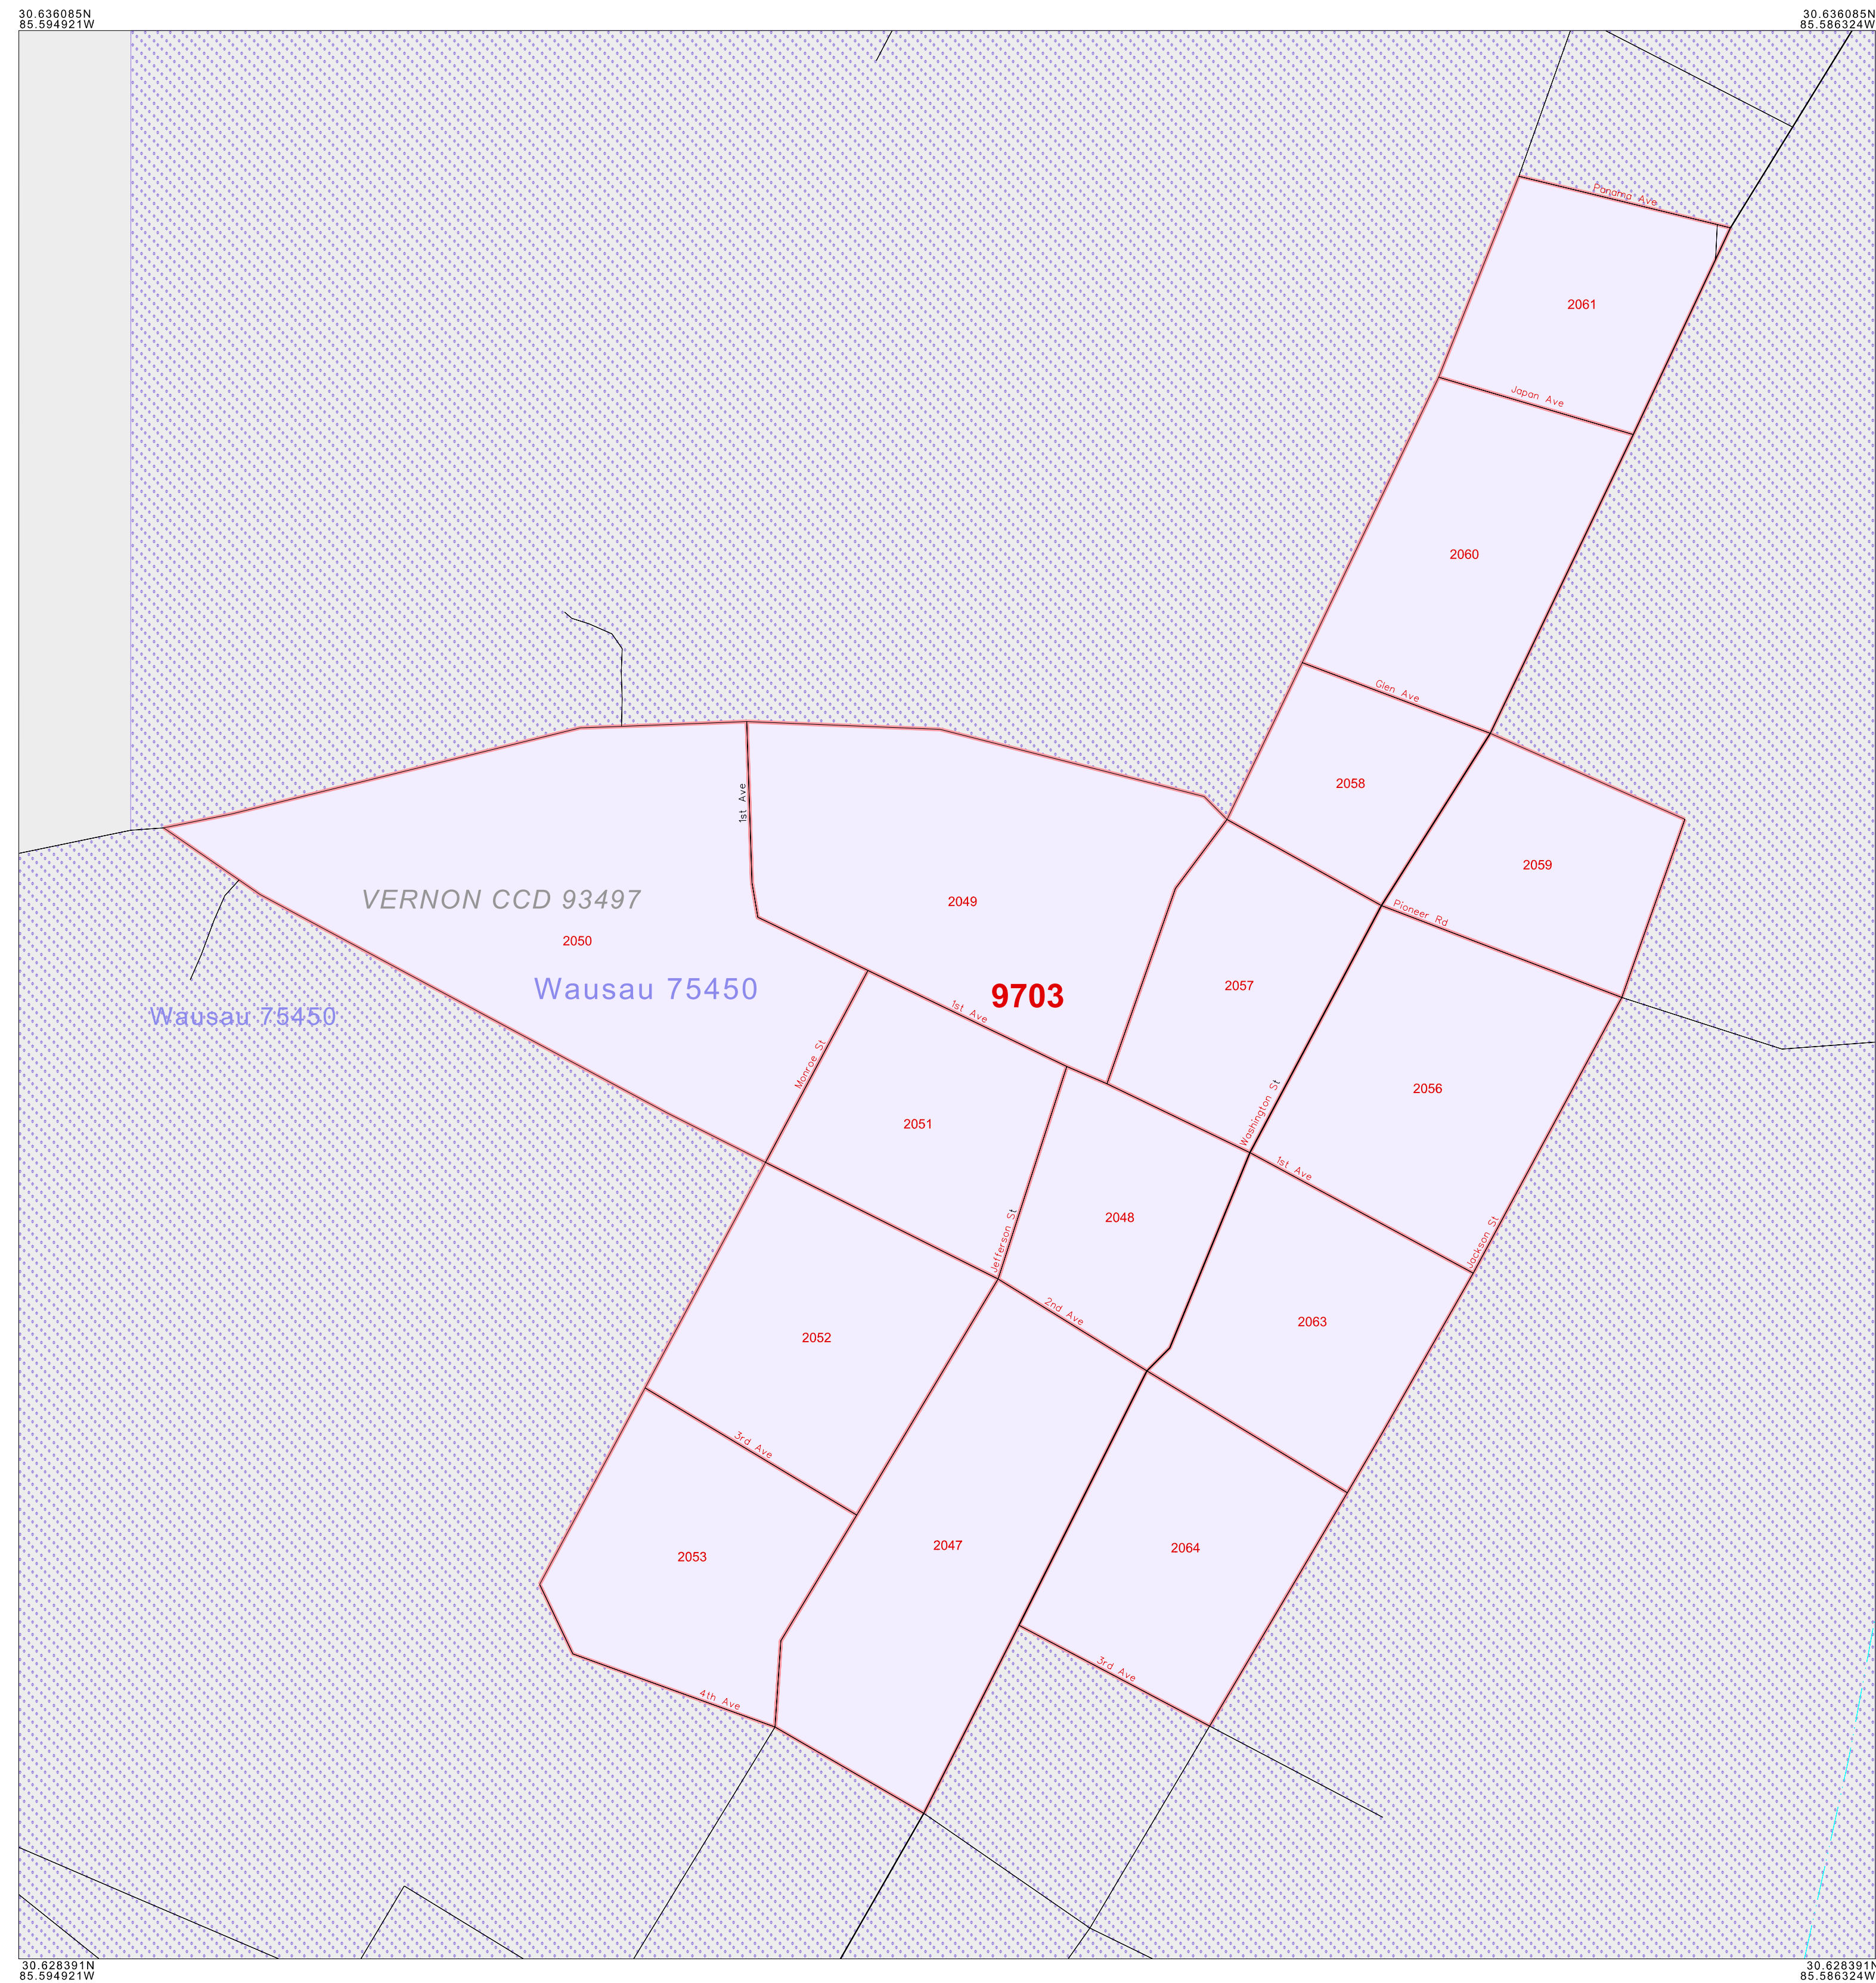 30.636085N
85.594921W
30.636085N
85.586324W
Panama Ave
2061
Japan Ave
2060
Glen Ave
2058
1st Ave
2059
VERNON CCD 93497
2049
Pioneer Rd
2050
Wausau 75450
9703
2057
Wausau 75450
1st Ave
Monroe St
2056
2051
Washington St
1st Ave
2048
Jefferson St
Jackson St
2nd Ave
2063
2052
3rd Ave
2047
2064
2053
3rd Ave
4th Ave
30.628391N
85.594921W
30.628391N
85.586324W